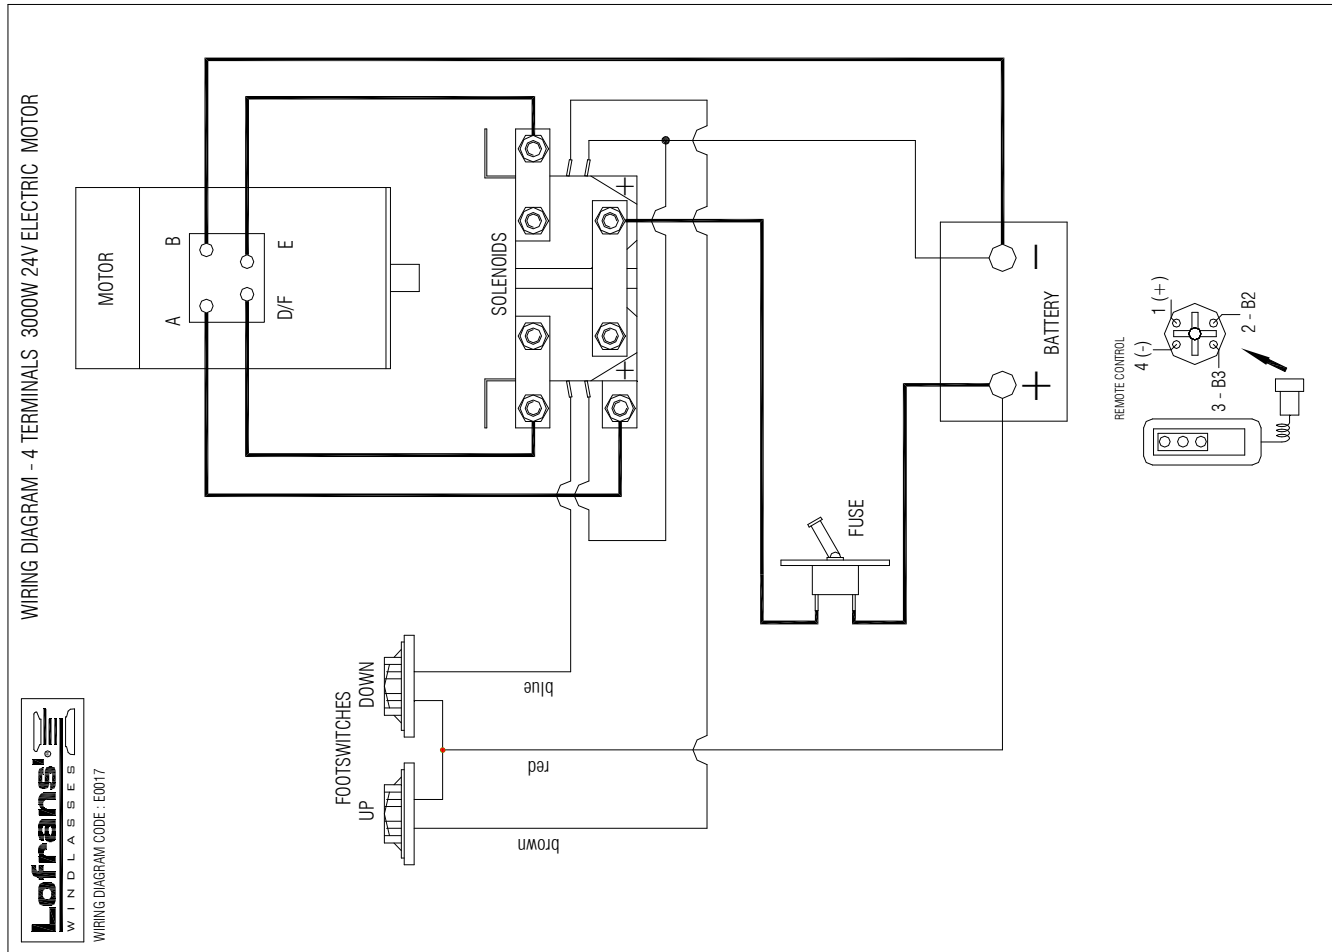 WIRING DIAGRAM - 4 TERMINALS 3000W 24V ELECTRIC MOTOR
Lofrans'®
WINDLASSES
WIRING DIAGRAM CODE : E0017
MOTOR
A
B
D/F
E
SOLENOIDS
+
+
FOOTSWITCHES
UP
DOWN
brown
red
blue
FUSE
BATTERY
+
-
REMOTE CONTROL
4 (-)
1 (+)
3 - B3
2 - B2